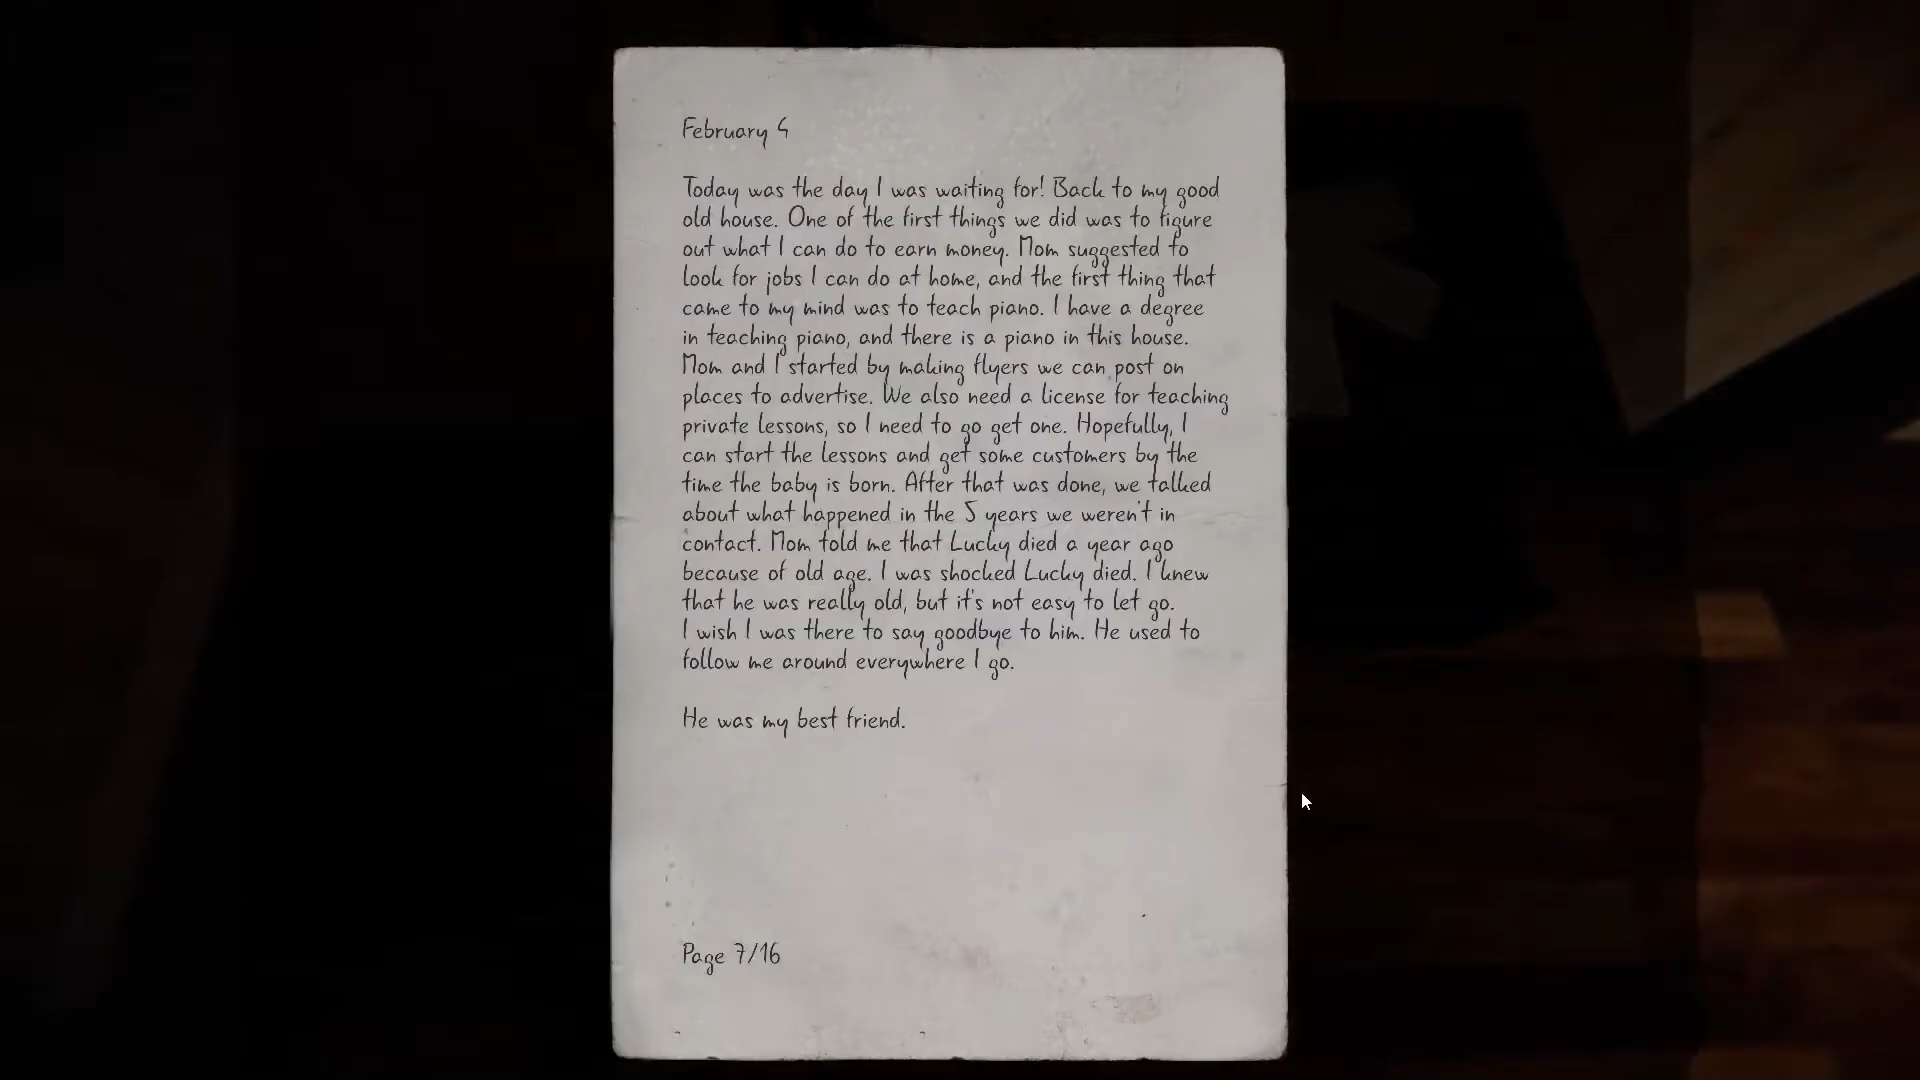 February 4
Today was the day I was waiting for! Back to my good
old house. One of the first things we did was to figure
out what I can do to earn money. Mom suggested to
look for jobs I can do at home, and the first thing that
came to my mind was to teach piano. I have a degree
in teaching piano, and there is a piano in this house.
Mom and I started by making flyers we can post on
places to advertise. We also need a license for teaching
private lessons, so I need to go get one. Hopefully, I
can start the lessons and get some customers by the
time the baby is born. After that was done, we talked
about what happened in the 5 years we weren't in
contact. Mom told me that Lucky died a year ago
because of old age. I was shocked Lucky died. I knew
that he was really old, but it's not easy to let go.
I wish I was there to say goodbye to him. He used to
follow me around everywhere I go.
He was my best friend.
Page 7/16